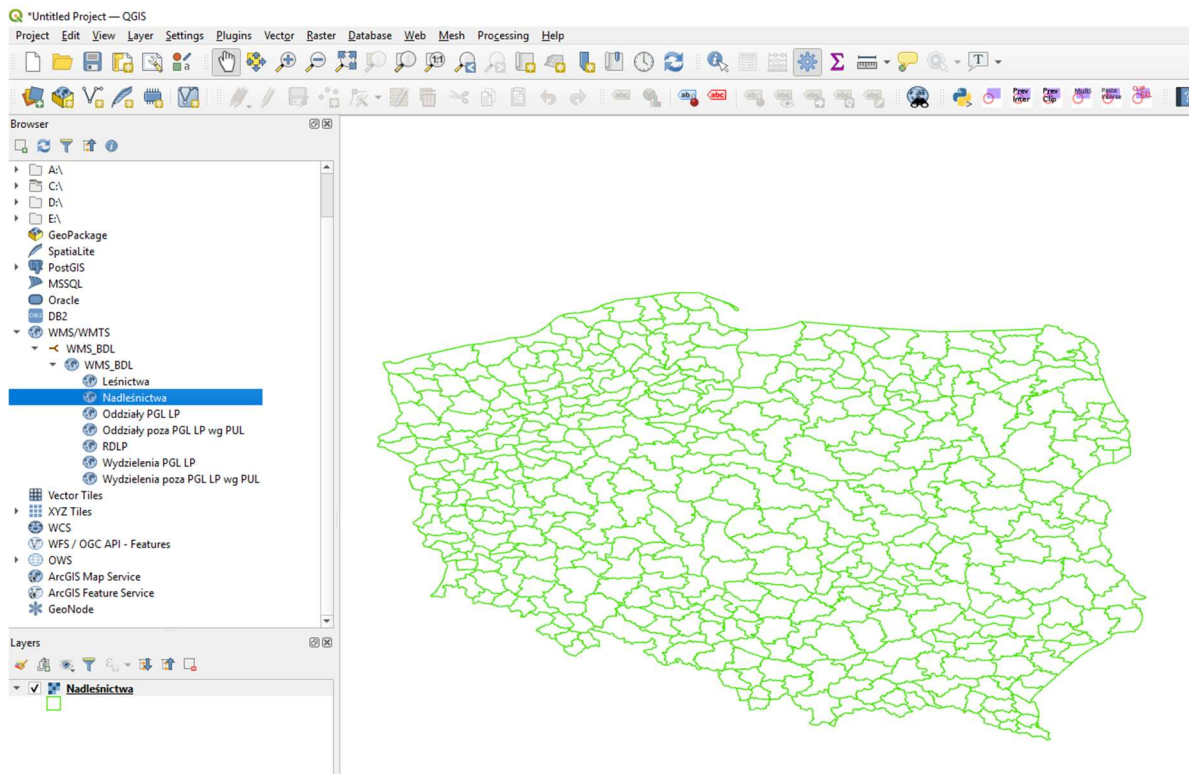 *Untitled Project — QGIS
Project Edit View Layer Settings Plugins Vector Raster Database Web Mesh Processing Help
Browser
A:\
C:\
D:\
E:\
GeoPackage
SpatiaLite
PostGIS
MSSQL
Oracle
DB2
WMS/WMTS
WMS_BDL
WMS_BDL
Leśnictwa
Nadleśnictwa
Oddziały PGL LP
Oddziały poza PGL LP wg PUL
RDLP
Wydzielenia PGL LP
Wydzielenia poza PGL LP wg PUL
Vector Tiles
XYZ Tiles
WCS
WFS / OGC API - Features
OWS
ArcGIS Map Service
ArcGIS Feature Service
GeoNode
Layers
Nadleśnictwa